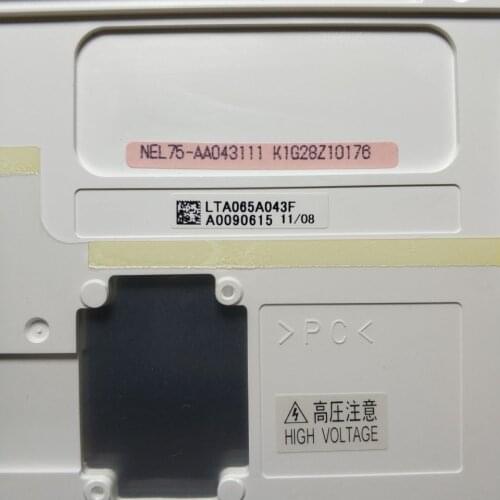 NEL75-AA043111 K1G28Z10176
LTA065A043F
A0090615 11/08
>PC<
高圧注意
HIGH VOLTAGE